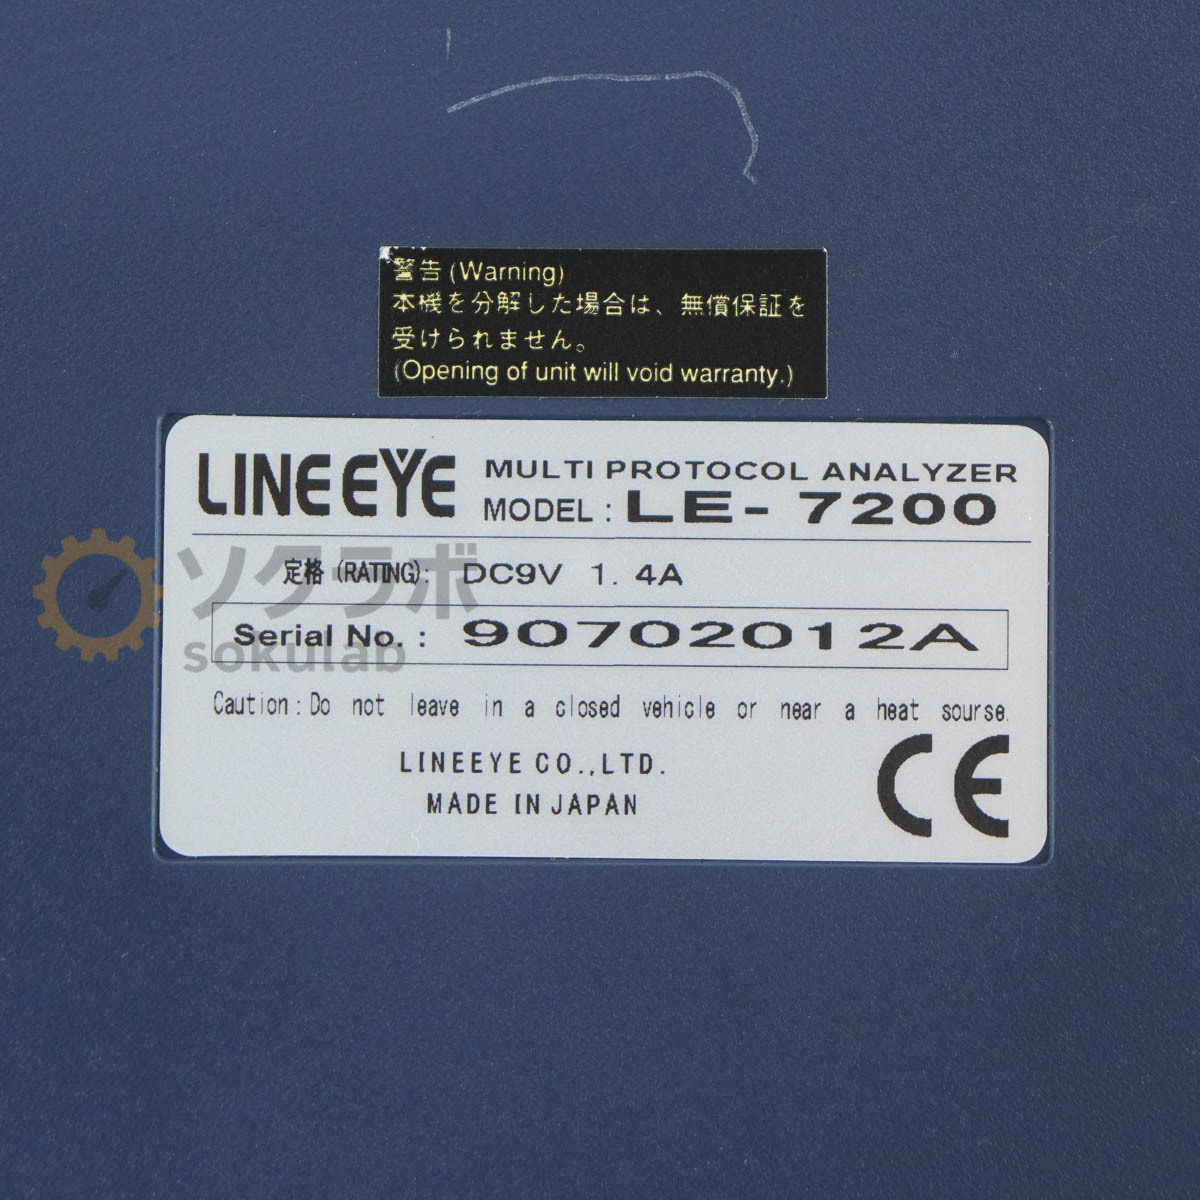 警告 (Warning)
本機を分解した場合は、無償保証を
受けられません。
(Opening of unit will void warranty.)
LINEEYE MULTI PROTOCOL ANALYZER
MODEL : LE- 7200
定格 (RATING): DC9V 1. 4A
ソクラボ
Serial No. : 90702012A
sokulab
Caution:Do not leave in a closed vehicle or near a heat sourse.
LINEEYE CO.,LTD.
MADE IN JAPAN
CE